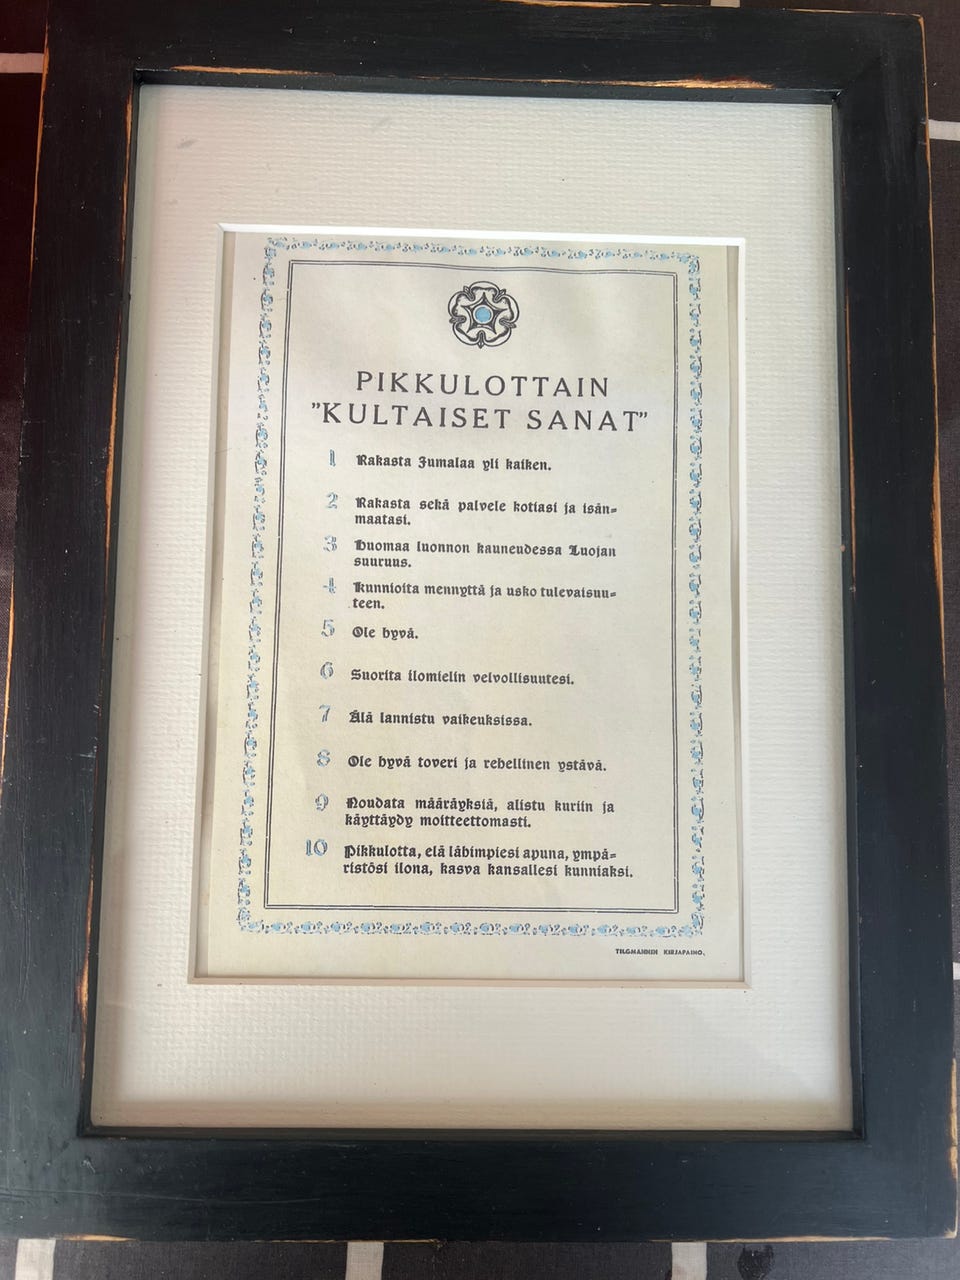 PIKKULOTTAIN
"KULTAISET SANAT"
1 Rakasta Jumalaa yli kaiken.
2 Rakasta sekä palvele kotiasi ja isän=
maatasi.
3 Huomaa luonnon kauneudessa Luojan
suuruus.
4 Kunnioita mennyttä ja usko tulevaisuu=
teen.
5 Ole hyvä.
6 Suorita ilomielin velvollisuutesi.
7 Älä lannistu vaikeuksissa.
8 Ole hyvä toveri ja rehellinen ystävä.
9 Noudata määräyksiä, alistu kuriin ja
käyttäydy moitteettomasti.
10 Pikkulotta, elä lähimpiesi apuna, ympä=
ristösi ilona, kasva kansallesi kunniaksi.
TILGMANNIN KIRJAPAINO.